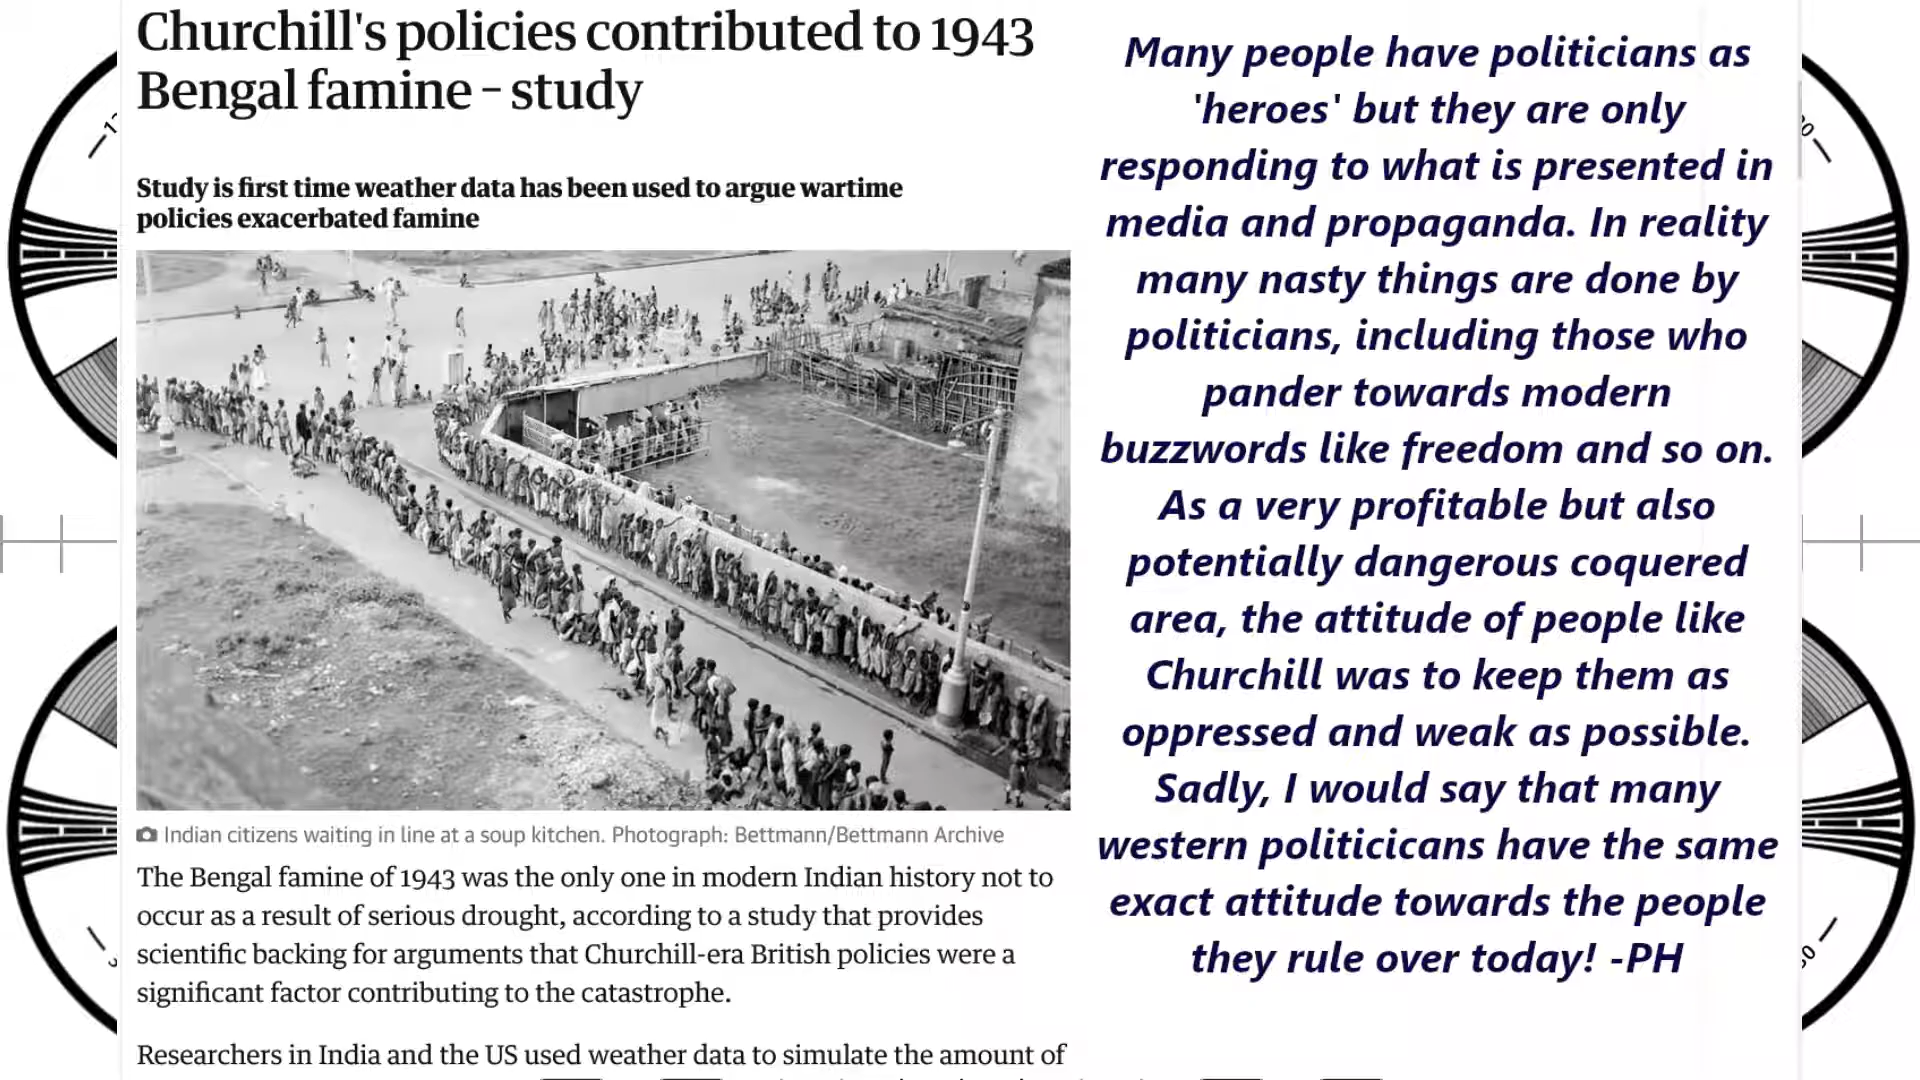 Churchill's policies contributed to 1943
Bengal famine – study
Study is first time weather data has been used to argue wartime
policies exacerbated famine
Indian citizens waiting in line at a soup kitchen. Photograph: Bettmann/Bettmann Archive
The Bengal famine of 1943 was the only one in modern Indian history not to
occur as a result of serious drought, according to a study that provides
scientific backing for arguments that Churchill-era British policies were a
significant factor contributing to the catastrophe.
Researchers in India and the US used weather data to simulate the amount of
Many people have politicians as
'heroes' but they are only
responding to what is presented in
media and propaganda. In reality
many nasty things are done by
politicians, including those who
pander towards modern
buzzwords like freedom and so on.
As a very profitable but also
potentially dangerous coquered
area, the attitude of people like
Churchill was to keep them as
oppressed and weak as possible.
Sadly, I would say that many
western politicicans have the same
exact attitude towards the people
they rule over today! -PH